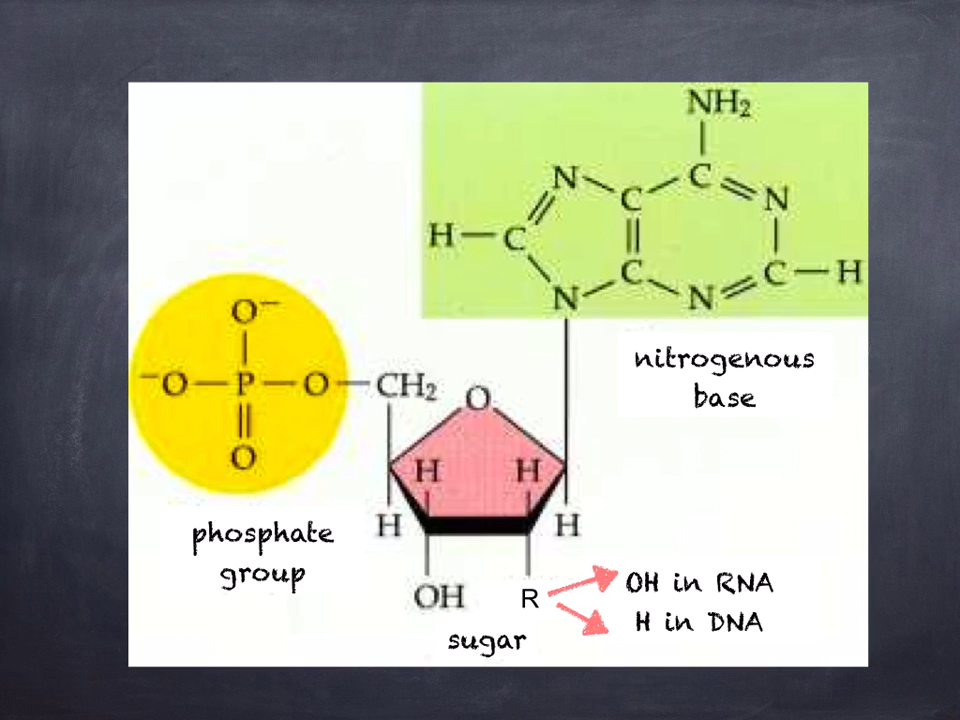 NH₂
N
C
C
N
H
C
C
C
H
N
N
O⁻
⁻O
P
O
CH₂
O
O
H
H
H
H
OH
R
nitrogenous
base
phosphate
group
OH in RNA
H in DNA
sugar